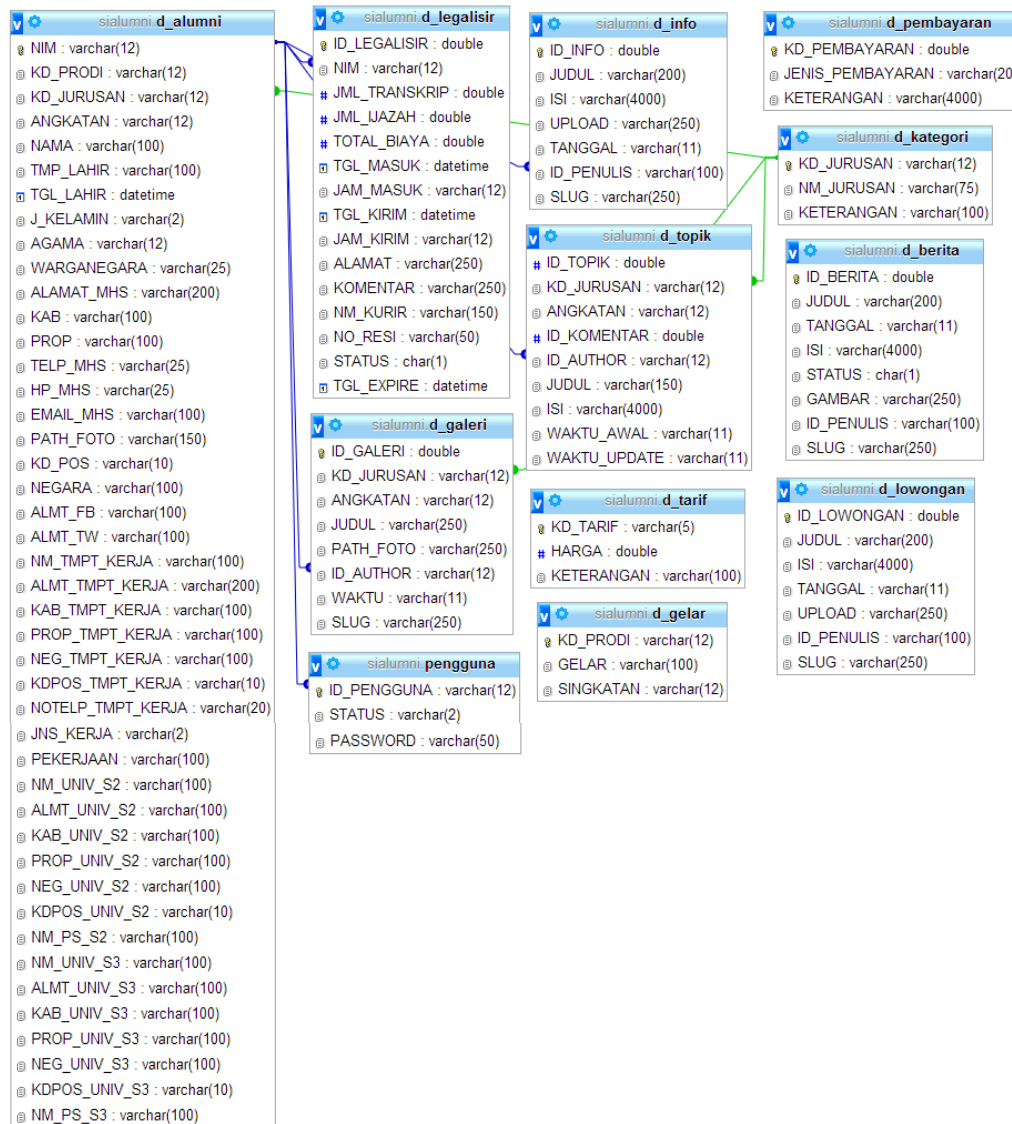 sialumni.d_alumni
NIM : varchar(12)
KD_PRODI : varchar(12)
KD_JURUSAN : varchar(12)
ANGKATAN : varchar(12)
NAMA : varchar(100)
TMP_LAHIR : varchar(100)
TGL_LAHIR : datetime
J_KELAMIN : varchar(2)
AGAMA : varchar(12)
WARGANEGARA : varchar(25)
ALAMAT_MHS : varchar(200)
KAB : varchar(100)
PROP : varchar(100)
TELP_MHS : varchar(25)
HP_MHS : varchar(25)
EMAIL_MHS : varchar(100)
PATH_FOTO : varchar(150)
KD_POS : varchar(10)
NEGARA : varchar(100)
ALMT_FB : varchar(100)
ALMT_TW : varchar(100)
NM_TMPT_KERJA : varchar(100)
ALMT_TMPT_KERJA : varchar(200)
KAB_TMPT_KERJA : varchar(100)
PROP_TMPT_KERJA : varchar(100)
NEG_TMPT_KERJA : varchar(100)
KDPOS_TMPT_KERJA : varchar(10)
NOTELP_TMPT_KERJA : varchar(20)
JNS_KERJA : varchar(2)
PEKERJAAN : varchar(100)
NM_UNIV_S2 : varchar(100)
ALMT_UNIV_S2 : varchar(100)
KAB_UNIV_S2 : varchar(100)
PROP_UNIV_S2 : varchar(100)
NEG_UNIV_S2 : varchar(100)
KDPOS_UNIV_S2 : varchar(10)
NM_PS_S2 : varchar(100)
NM_UNIV_S3 : varchar(100)
ALMT_UNIV_S3 : varchar(100)
KAB_UNIV_S3 : varchar(100)
PROP_UNIV_S3 : varchar(100)
NEG_UNIV_S3 : varchar(100)
KDPOS_UNIV_S3 : varchar(10)
NM_PS_S3 : varchar(100)
sialumni.d_legalisir
ID_LEGALISIR : double
NIM : varchar(12)
JML_TRANSKRIP : double
JML_IJAZAH : double
TOTAL_BIAYA : double
TGL_MASUK : datetime
JAM_MASUK : varchar(12)
TGL_KIRIM : datetime
JAM_KIRIM : varchar(12)
ALAMAT : varchar(250)
KOMENTAR : varchar(250)
NM_KURIR : varchar(150)
NO_RESI : varchar(50)
STATUS : char(1)
TGL_EXPIRE : datetime
sialumni.d_galeri
ID_GALERI : double
KD_JURUSAN : varchar(12)
ANGKATAN : varchar(12)
JUDUL : varchar(250)
PATH_FOTO : varchar(250)
ID_AUTHOR : varchar(12)
WAKTU : varchar(11)
SLUG : varchar(250)
sialumni.pengguna
ID_PENGGUNA : varchar(12)
STATUS : varchar(2)
PASSWORD : varchar(50)
sialumni.d_info
ID_INFO : double
JUDUL : varchar(200)
ISI : varchar(4000)
UPLOAD : varchar(250)
TANGGAL : varchar(11)
ID_PENULIS : varchar(100)
SLUG : varchar(250)
sialumni.d_topik
ID_TOPIK : double
KD_JURUSAN : varchar(12)
ANGKATAN : varchar(12)
ID_KOMENTAR : double
ID_AUTHOR : varchar(12)
JUDUL : varchar(150)
ISI : varchar(4000)
WAKTU_AWAL : varchar(11)
WAKTU_UPDATE : varchar(11)
sialumni.d_tarif
KD_TARIF : varchar(5)
HARGA : double
KETERANGAN : varchar(100)
sialumni.d_gelar
KD_PRODI : varchar(12)
GELAR : varchar(100)
SINGKATAN : varchar(12)
sialumni.d_pembayaran
KD_PEMBAYARAN : double
JENIS_PEMBAYARAN : varchar(20
KETERANGAN : varchar(4000)
sialumni.d_kategori
KD_JURUSAN : varchar(12)
NM_JURUSAN : varchar(75)
KETERANGAN : varchar(100)
sialumni.d_berita
ID_BERITA : double
JUDUL : varchar(200)
TANGGAL : varchar(11)
ISI : varchar(4000)
STATUS : char(1)
GAMBAR : varchar(250)
ID_PENULIS : varchar(100)
SLUG : varchar(250)
sialumni.d_lowongan
ID_LOWONGAN : double
JUDUL : varchar(200)
ISI : varchar(4000)
TANGGAL : varchar(11)
UPLOAD : varchar(250)
ID_PENULIS : varchar(100)
SLUG : varchar(250)